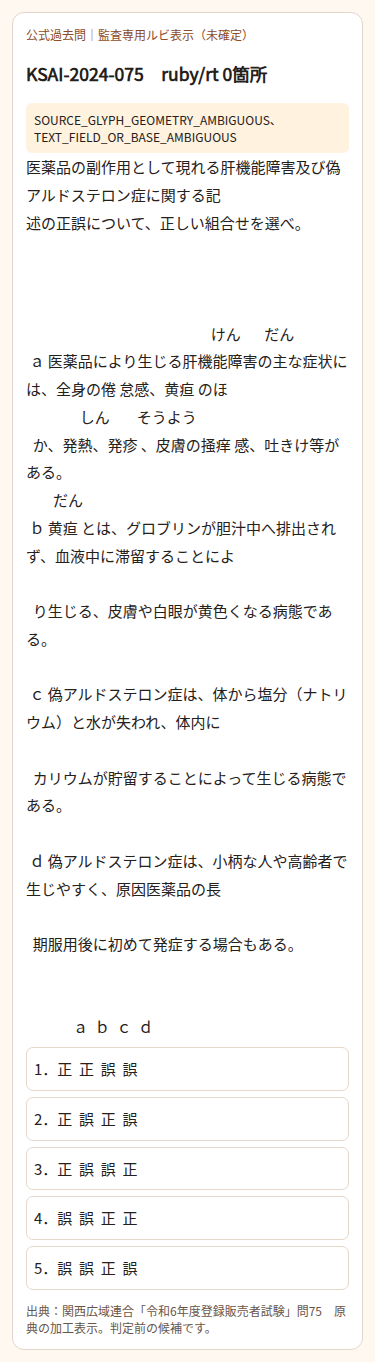 公式過去問｜監査専用ルビ表示（未確定）
KSAI-2024-075　ruby/rt 0箇所
SOURCE_GLYPH_GEOMETRY_AMBIGUOUS、
TEXT_FIELD_OR_BASE_AMBIGUOUS
医薬品の副作用として現れる肝機能障害及び偽
アルドステロン症に関する記
述の正誤について、正しい組合せを選べ。
けん　だん
ａ 医薬品により生じる肝機能障害の主な症状に
は、全身の倦 怠感、黄疸 のほ
しん　そうよう
か、発熱、発疹 、皮膚の掻痒 感、吐きけ等が
ある。
だん
ｂ 黄疸 とは、グロブリンが胆汁中へ排出され
ず、血液中に滞留することによ
り生じる、皮膚や白眼が黄色くなる病態であ
る。
ｃ 偽アルドステロン症は、体から塩分（ナトリ
ウム）と水が失われ、体内に
カリウムが貯留することによって生じる病態で
ある。
ｄ 偽アルドステロン症は、小柄な人や高齢者で
生じやすく、原因医薬品の長
期服用後に初めて発症する場合もある。
ａ ｂ ｃ ｄ
1．正 正 誤 誤
2．正 誤 正 誤
3．正 誤 誤 正
4．誤 誤 正 正
5．誤 誤 正 誤
出典：関西広域連合「令和6年度登録販売者試験」問75　原
典の加工表示。判定前の候補です。